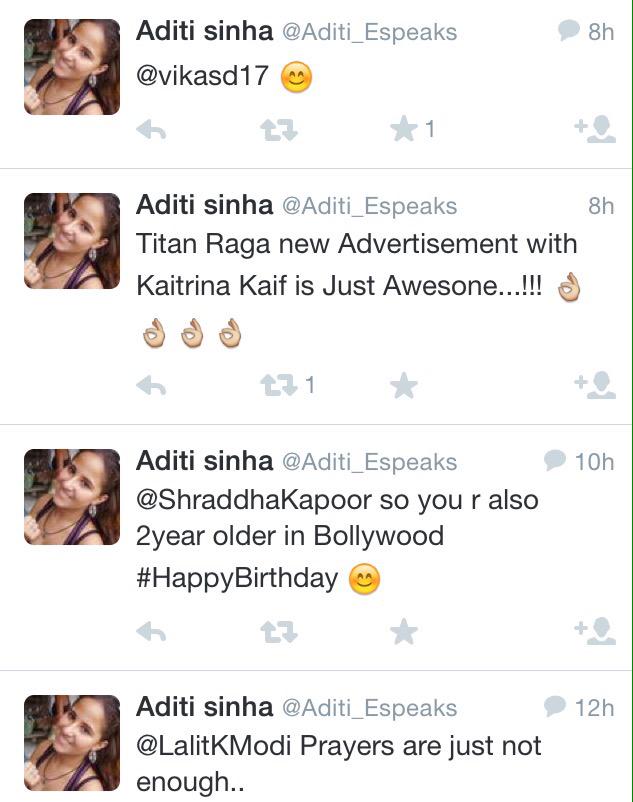 Aditi sinha @Aditi_Espeaks 8h
@vikasd17 😊
1
Aditi sinha @Aditi_Espeaks 8h
Titan Raga new Advertisement with
Kaitrina Kaif is Just Awesone...!!! 👌
👌 👌 👌
1
Aditi sinha @Aditi_Espeaks 10h
@ShraddhaKapoor so you r also
2year older in Bollywood
#HappyBirthday 😊
Aditi sinha @Aditi_Espeaks 12h
@LalitKModi Prayers are just not
enough..